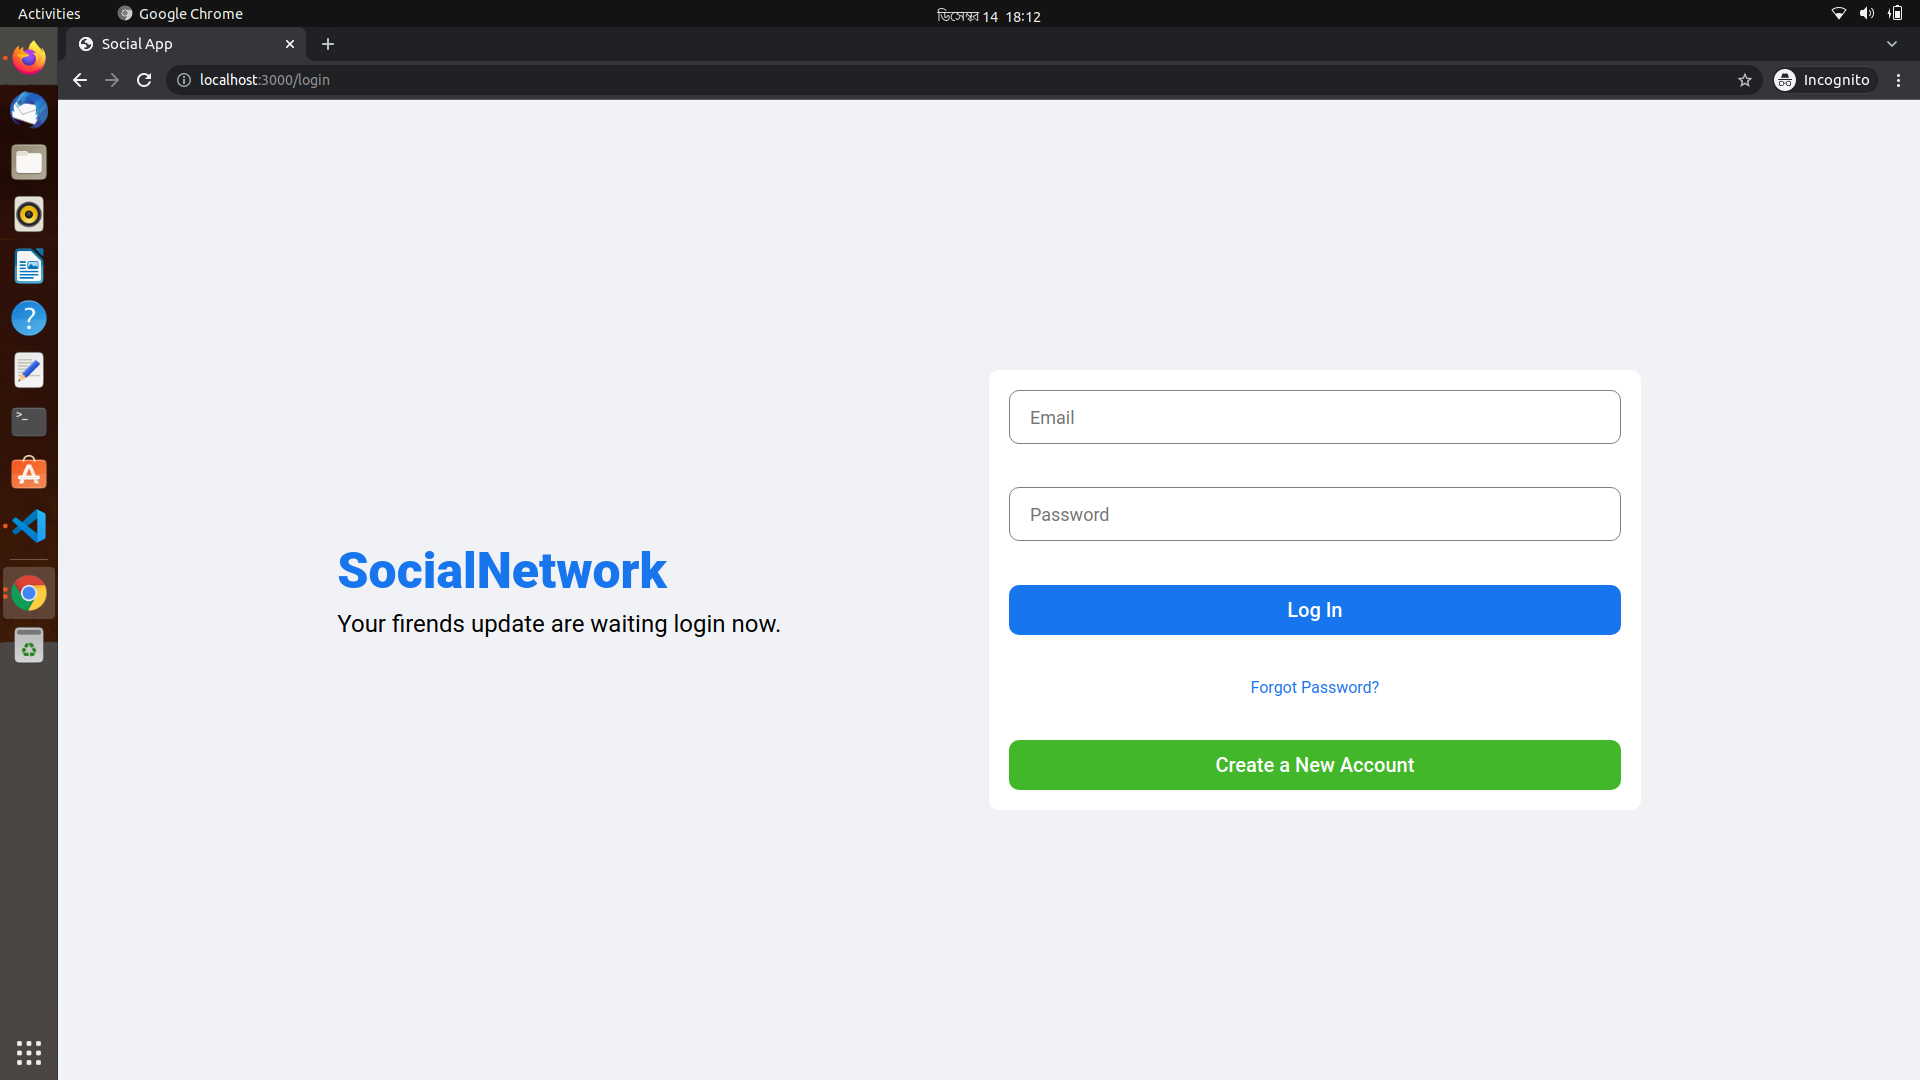 Activities
Google Chrome
ডিসেম্বর 14 18:12
Social App
localhost:3000/login
Incognito
Email
Password
SocialNetwork
Log In
Your firends update are waiting login now.
Forgot Password?
Create a New Account